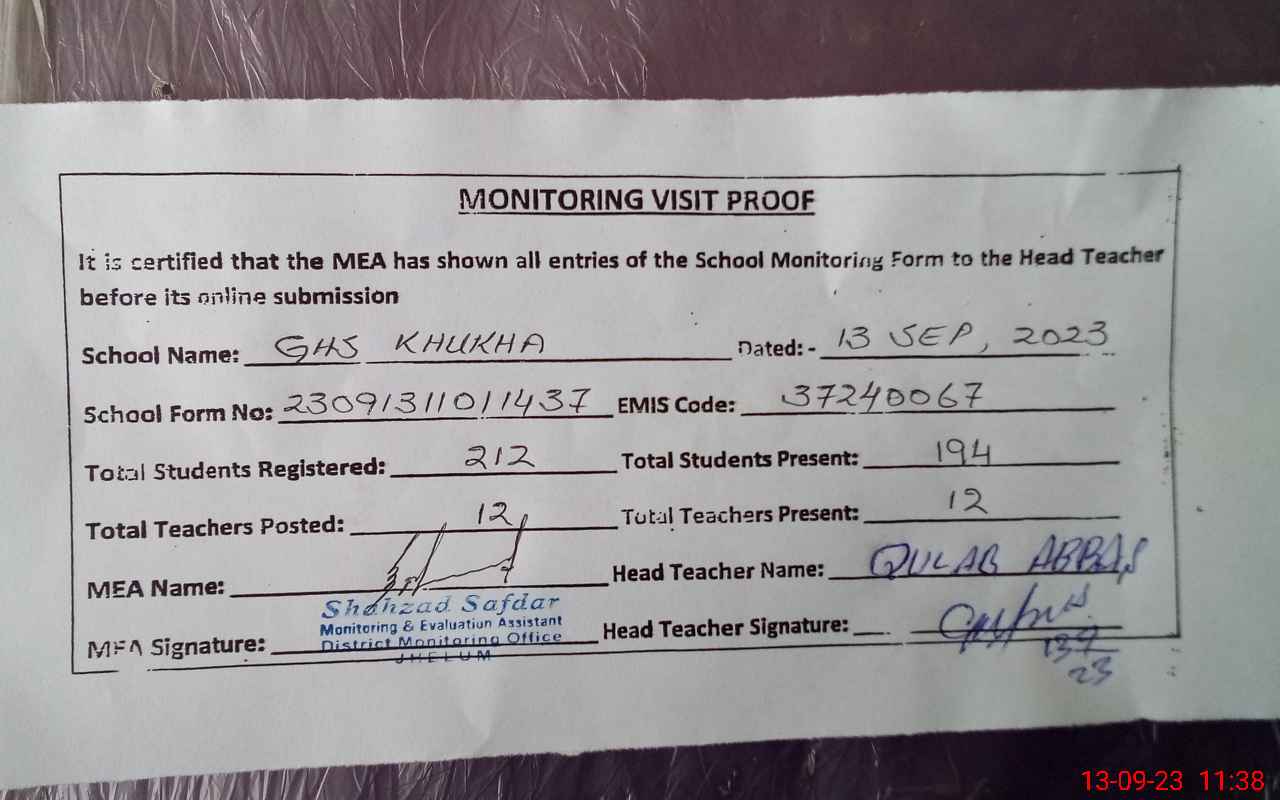 MONITORING VISIT PROOF
It is certified that the MEA has shown all entries of the School Monitoring Form to the Head Teacher
before its online submission
School Name: GHS KHUKHA Dated: - 13 SEP, 2023
School Form No: 23091311011437 EMIS Code: 37240067
Total Students Registered: 212 Total Students Present: 194
Total Teachers Posted: 12 Total Teachers Present: 12
MEA Name: Head Teacher Name: QULAB ABBAS
Shahzad Safdar
Monitoring & Evaluation Assistant
MEA Signature: District Monitoring Office Head Teacher Signature:
JHELUM
13-09-23 11:38